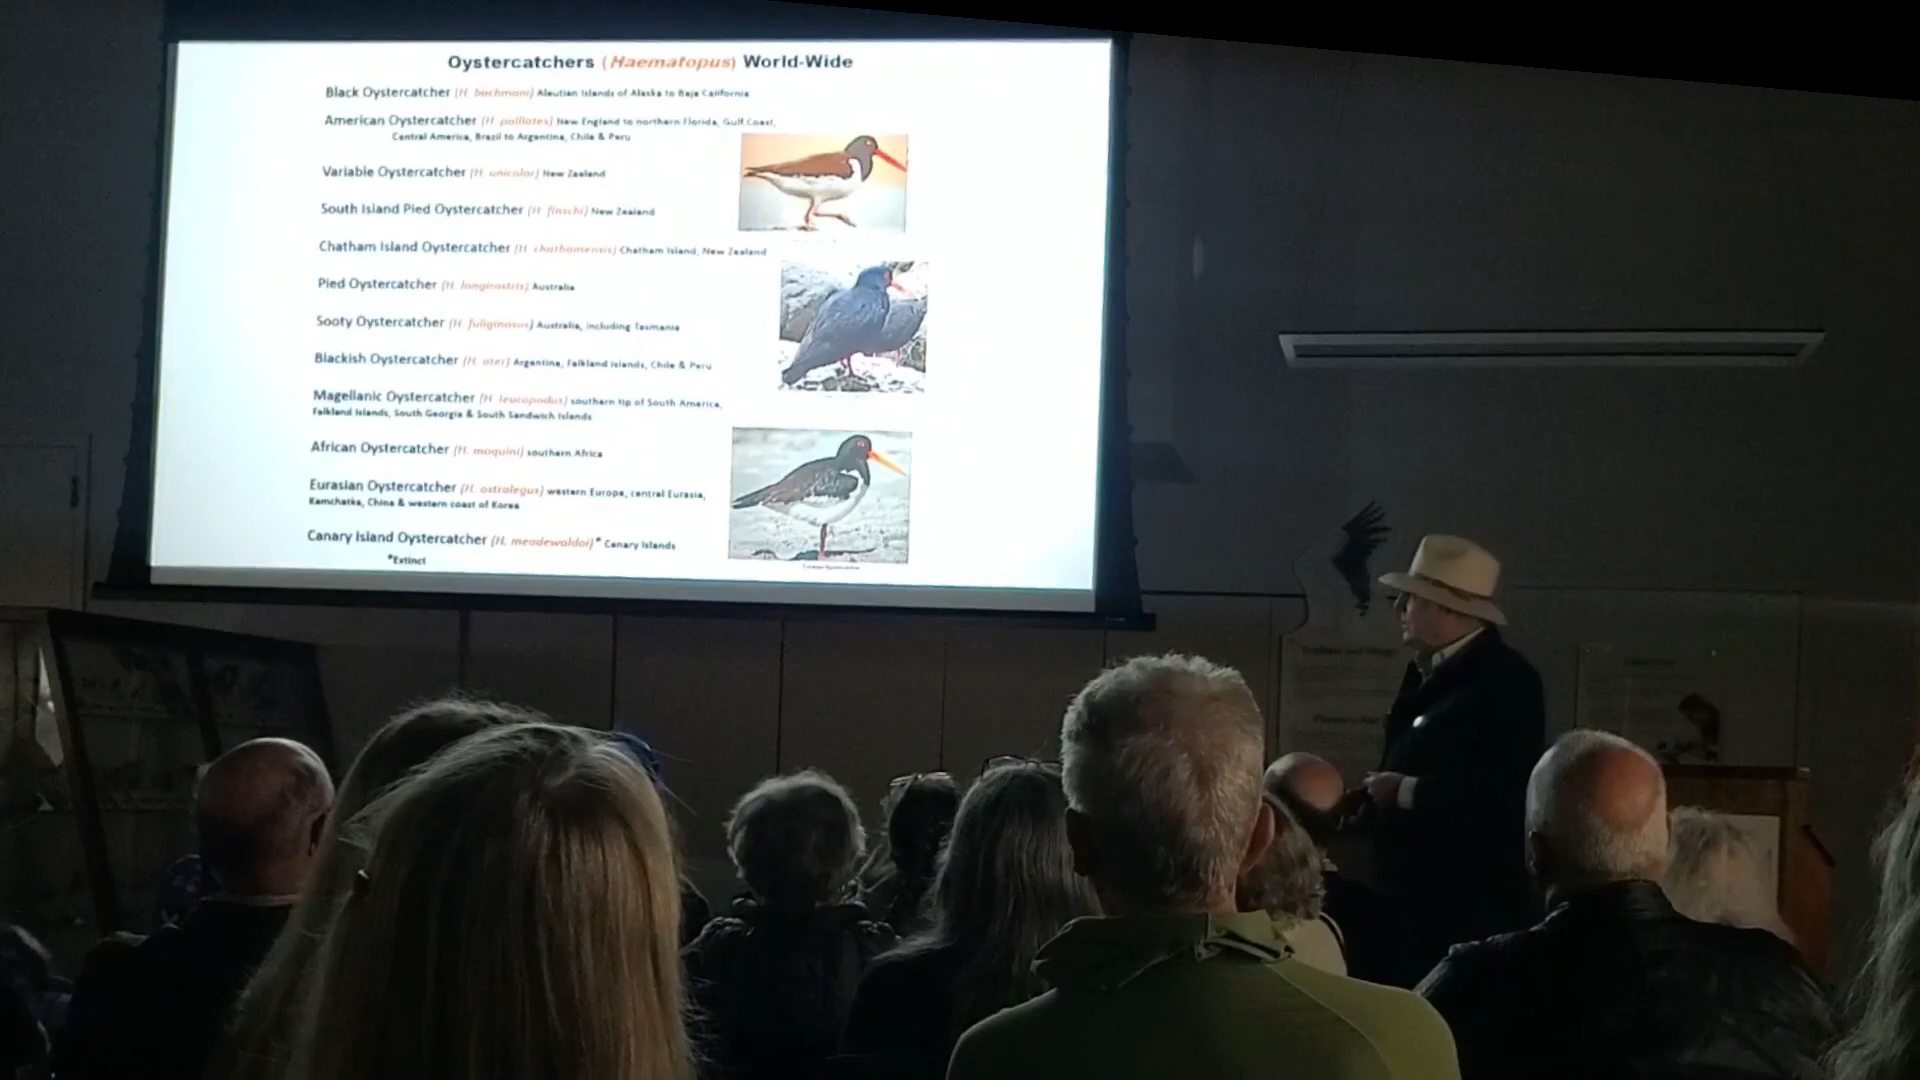 Oystercatchers (Haematopus) World-Wide
Black Oystercatcher (H. bachmani) Aleutian Islands of Alaska to Baja California
American Oystercatcher (H. palliates) New England to northern Florida, Gulf Coast,
Central America, Brazil to Argentina, Chile & Peru
Variable Oystercatcher (H. unicolor) New Zealand
South Island Pied Oystercatcher (H. finschi) New Zealand
Chatham Island Oystercatcher (H. chathamensis) Chatham Island, New Zealand
Pied Oystercatcher (H. longirostris) Australia
Sooty Oystercatcher (H. fuliginosus) Australia, including Tasmania
Blackish Oystercatcher (H. ater) Argentina, Falkland Islands, Chile & Peru
Magellanic Oystercatcher (H. leucopodus) southern tip of South America,
Falkland Islands, South Georgia & South Sandwich Islands
African Oystercatcher (H. moquini) southern Africa
Eurasian Oystercatcher (H. ostralegus) western Europe, central Eurasia,
Kamchatka, China & western coast of Korea
Canary Island Oystercatcher (H. meadewaldoi)* Canary Islands
*Extinct